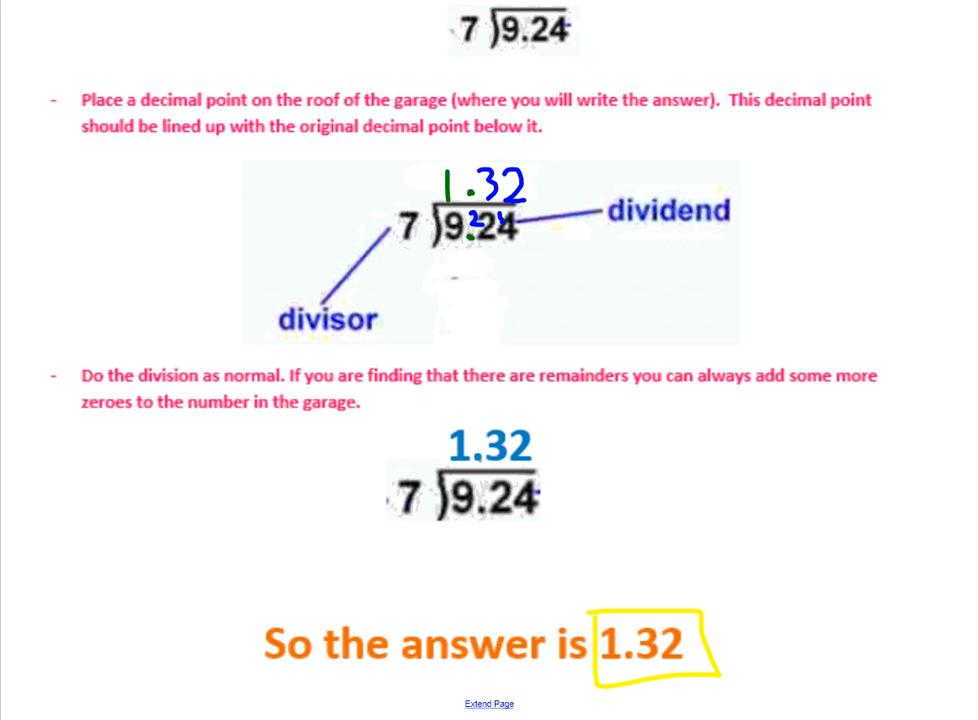 7 )9.24
- Place a decimal point on the roof of the garage (where you will write the answer). This decimal point
should be lined up with the original decimal point below it.
1.32
7 )9.24
dividend
divisor
- Do the division as normal. If you are finding that there are remainders you can always add some more
zeroes to the number in the garage.
1.32
7 )9.24
So the answer is 1.32
Extend Page